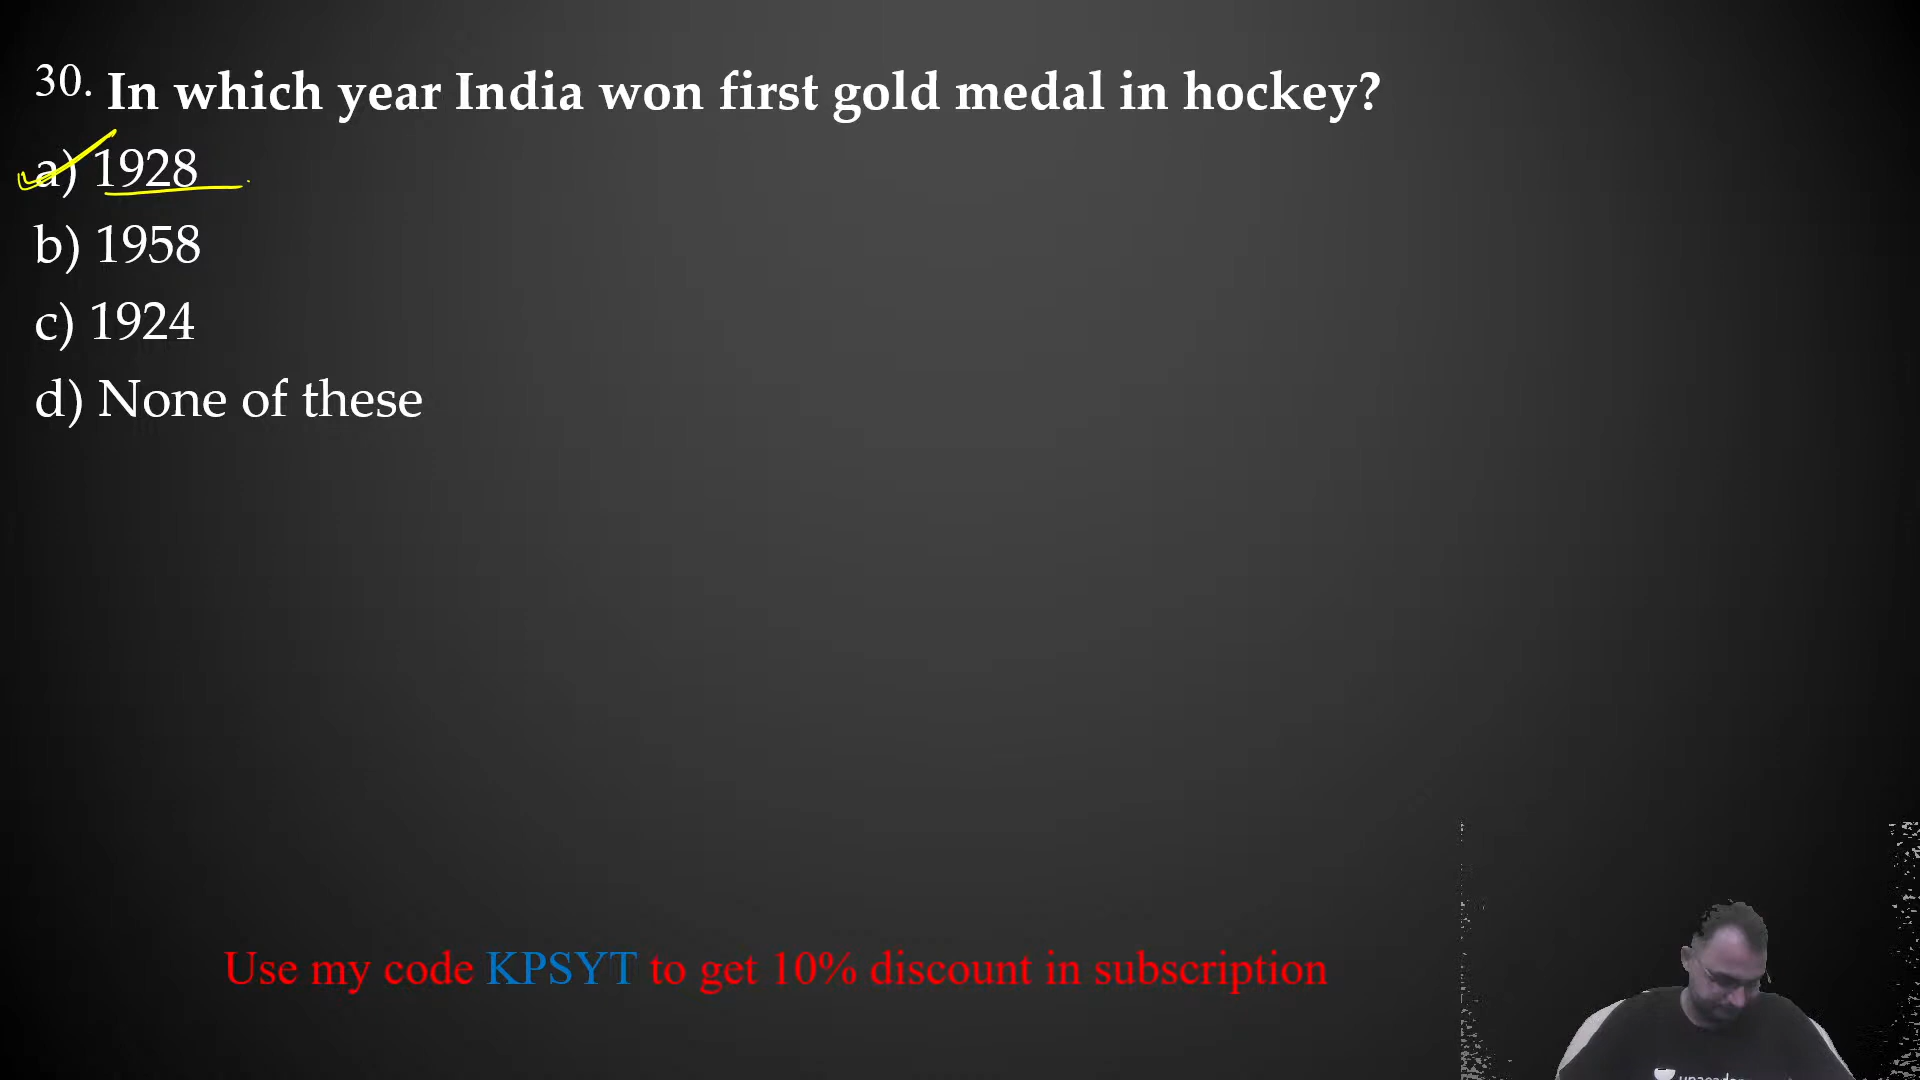 30. In which year India won first gold medal in hockey?
a) 1928
b) 1958
c) 1924
d) None of these
Use my code KPSYT to get 10% discount in subscription